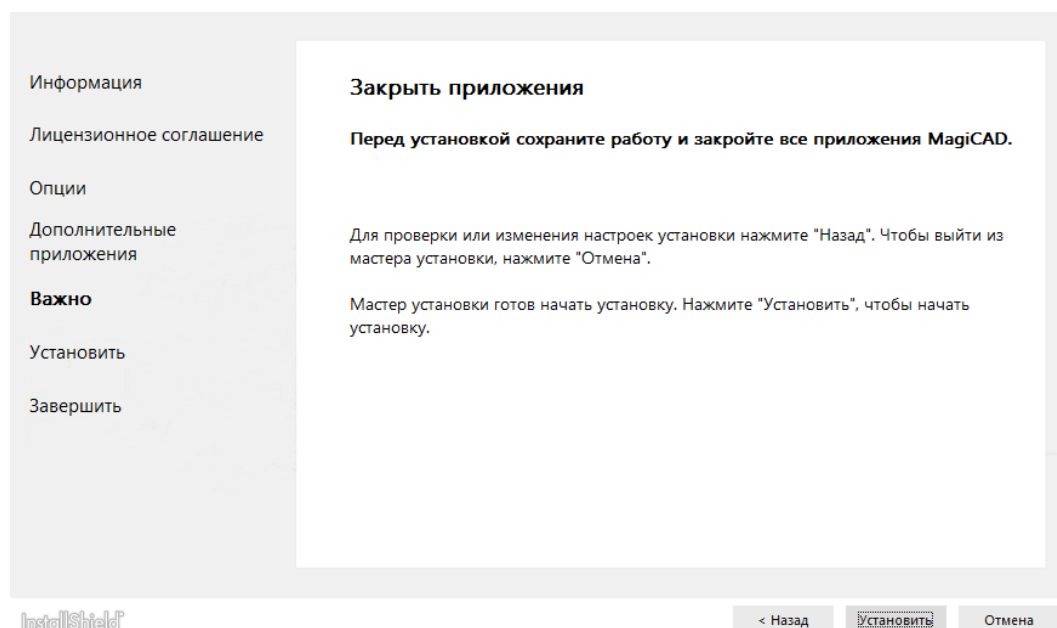 Информация
Лицензионное соглашение
Опции
Дополнительные
приложения
Важно
Установить
Завершить
Закрыть приложения
Перед установкой сохраните работу и закройте все приложения MagiCAD.
Для проверки или изменения настроек установки нажмите "Назад". Чтобы выйти из
мастера установки, нажмите "Отмена".
Мастер установки готов начать установку. Нажмите "Установить", чтобы начать
установку.
InstallShield
< Назад
Установить
Отмена